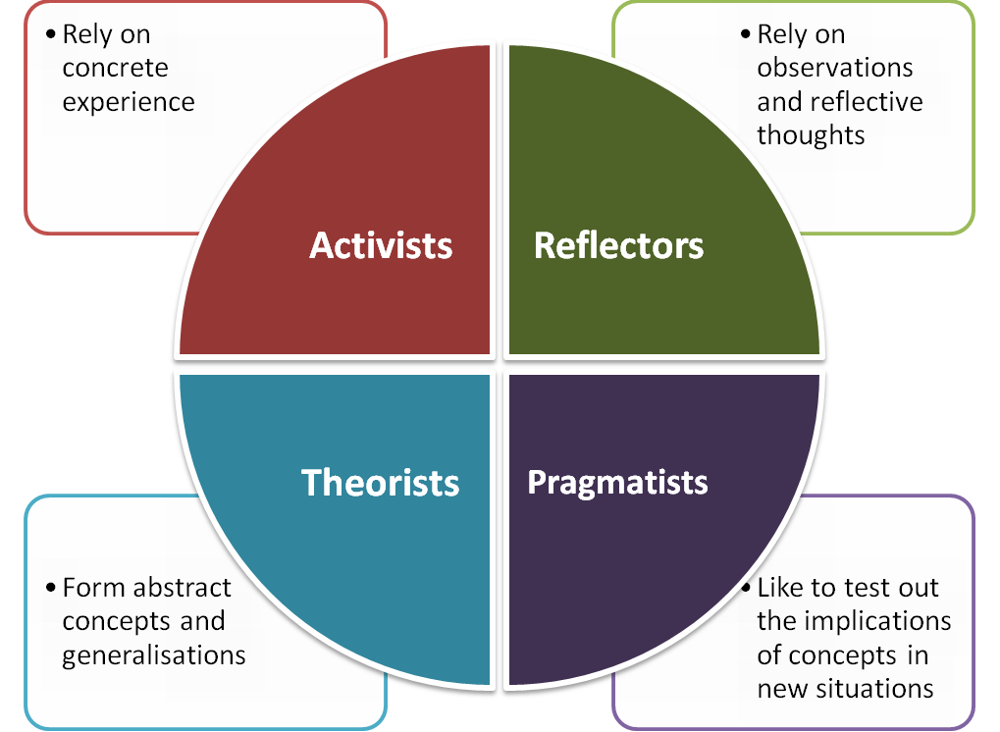 • Rely on
concrete
experience
• Rely on
observations
and reflective
thoughts
Activists
Reflectors
Theorists
Pragmatists
• Form abstract
concepts and
generalisations
• Like to test out
the implications
of concepts in
new situations